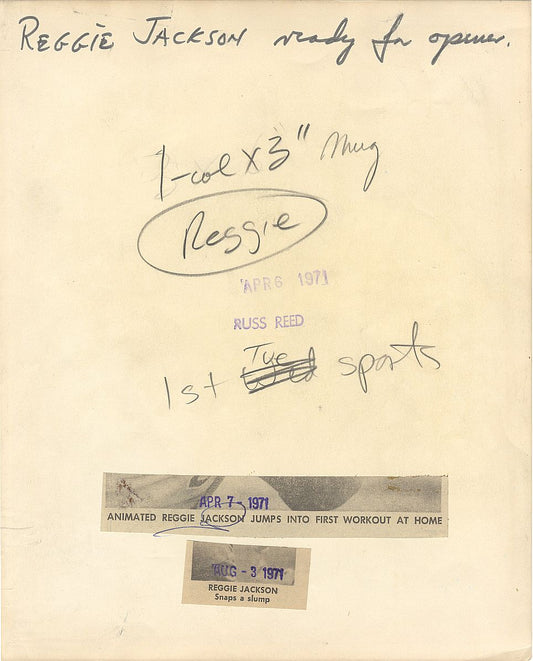 REGGIE JACKSON ready for opener.
1-col x 3" mug
Reggie
APR 6 1971
RUSS REED
Tue
1st Wed sports
APR 7 - 1971
ANIMATED REGGIE JACKSON JUMPS INTO FIRST WORKOUT AT HOME
AUG - 3 1971
REGGIE JACKSON
Snaps a slump